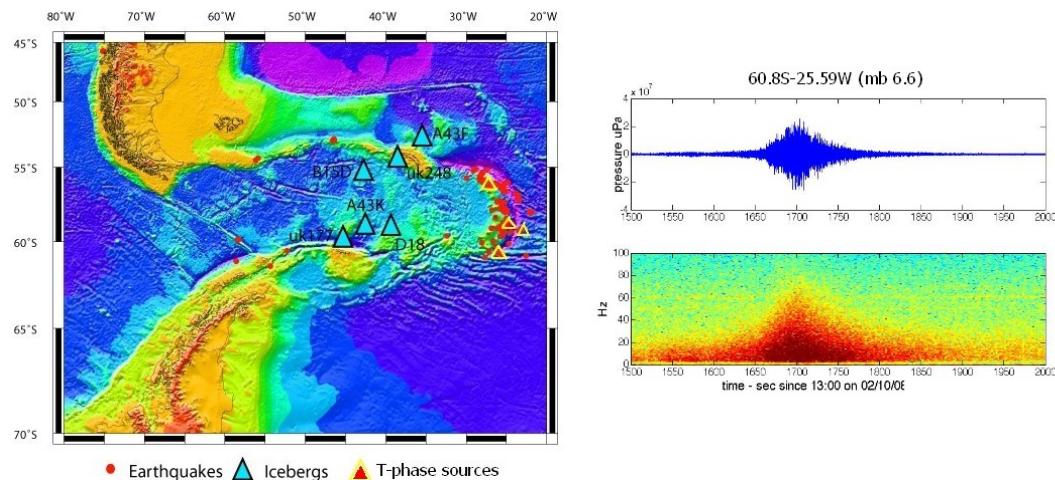 80°W 70°W 60°W 50°W 40°W 30°W 20°W
45°S
50°S
55°S
60°S
65°S
70°S
A43F
uk248
B15D
A43K
uk177
D18
Earthquakes Icebergs T-phase sources
60.8S-25.59W (mb 6.6)
x 10⁷
pressure uPa
4
2
0
-2
-4
1500 1550 1600 1650 1700 1750 1800 1850 1900 1950 2000
Hz
100
80
60
40
20
0
1500 1550 1600 1650 1700 1750 1800 1850 1900 1950 2000
time - sec since 13:00 on 02/10/08